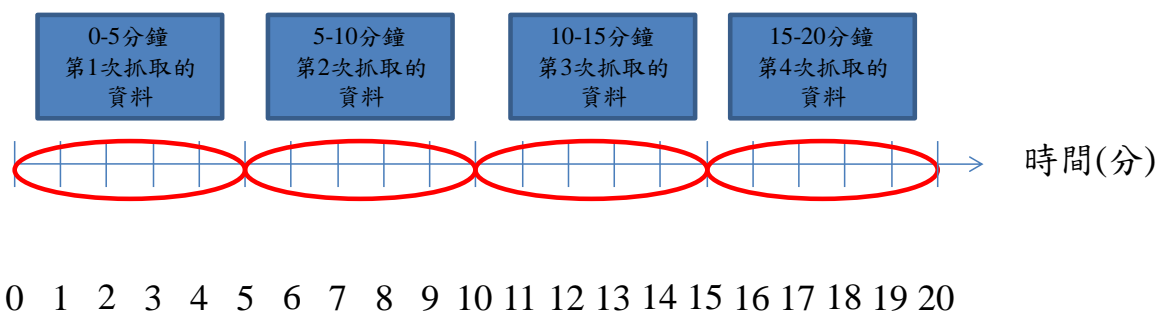 0-5分鐘
第1次抓取的
資料
5-10分鐘
第2次抓取的
資料
10-15分鐘
第3次抓取的
資料
15-20分鐘
第4次抓取的
資料
時間(分)
0 1 2 3 4 5 6 7 8 9 10 11 12 13 14 15 16 17 18 19 20